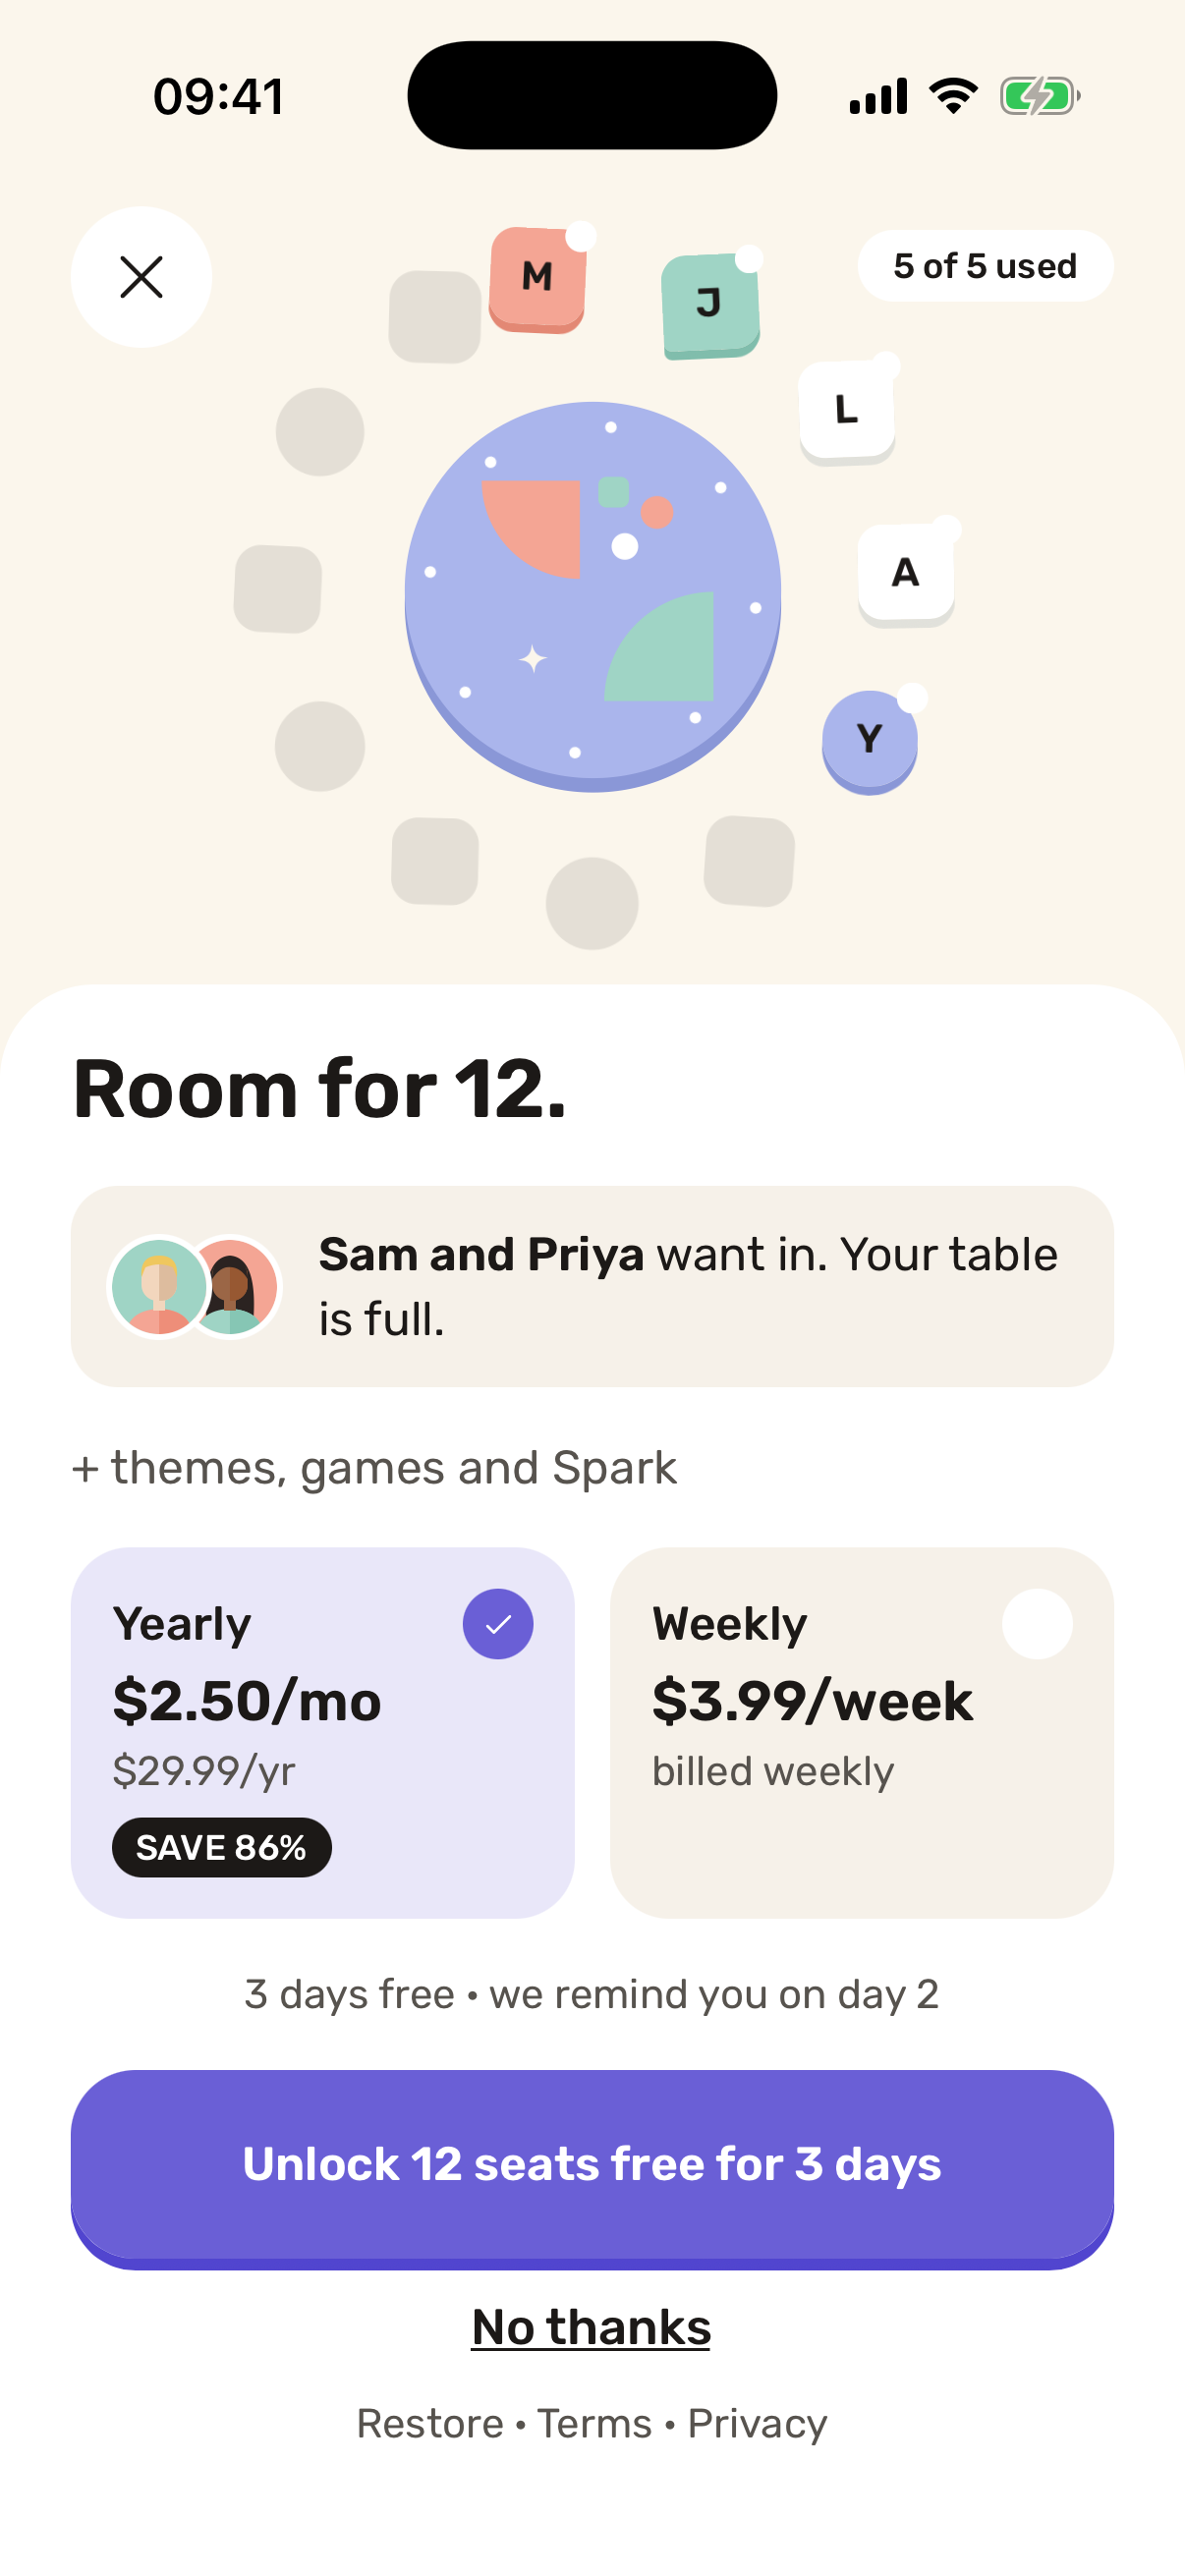 09:41
M
J
5 of 5 used
L
A
Y
Room for 12.
Sam and Priya want in. Your table
is full.
+ themes, games and Spark
Yearly
$2.50/mo
$29.99/yr
SAVE 86%
Weekly
$3.99/week
billed weekly
3 days free • we remind you on day 2
Unlock 12 seats free for 3 days
No thanks
Restore • Terms • Privacy